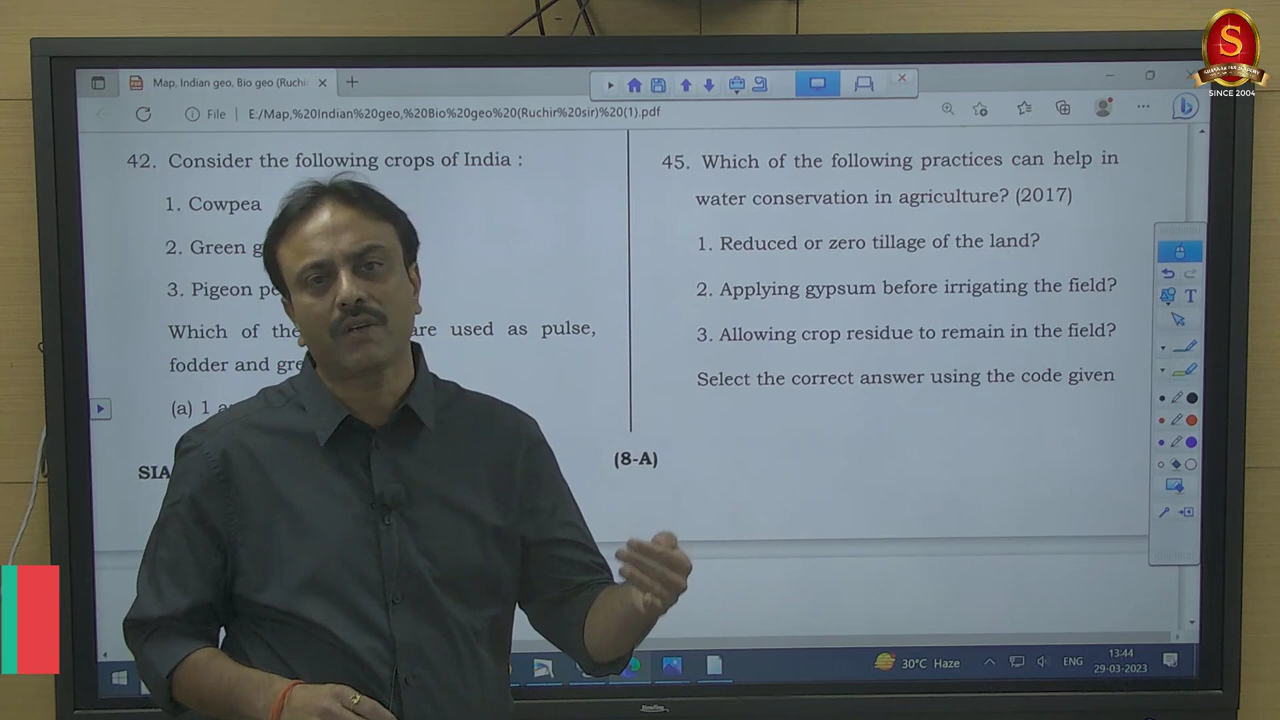 S
SINCE 2004
Map, Indian geo, Bio geo (Ruchi
File
E:/Map,%20Indian%20geo,%20Bio%20geo%20(Ruchir%20sir)%20(1).pdf
42. Consider the following crops of India :
1. Cowpea
2. Green g
3. Pigeon pe
Which of the are used as pulse,
fodder and gre
(a) 1 a
SIA
(8-A)
45. Which of the following practices can help in
water conservation in agriculture? (2017)
1. Reduced or zero tillage of the land?
2. Applying gypsum before irrigating the field?
3. Allowing crop residue to remain in the field?
Select the correct answer using the code given
T
30°C Haze
ENG
13:44
29-03-2023